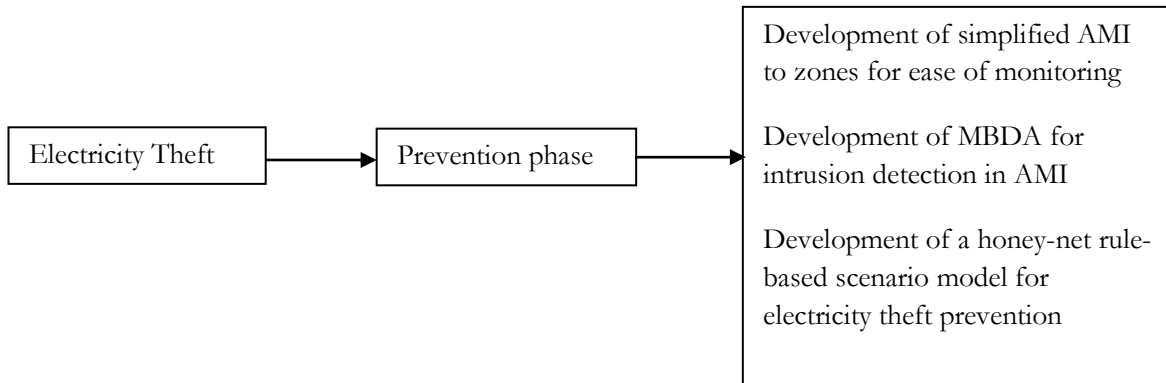 Electricity Theft
Prevention phase
Development of simplified AMI
to zones for ease of monitoring
Development of MBDA for
intrusion detection in AMI
Development of a honey-net rule-
based scenario model for
electricity theft prevention